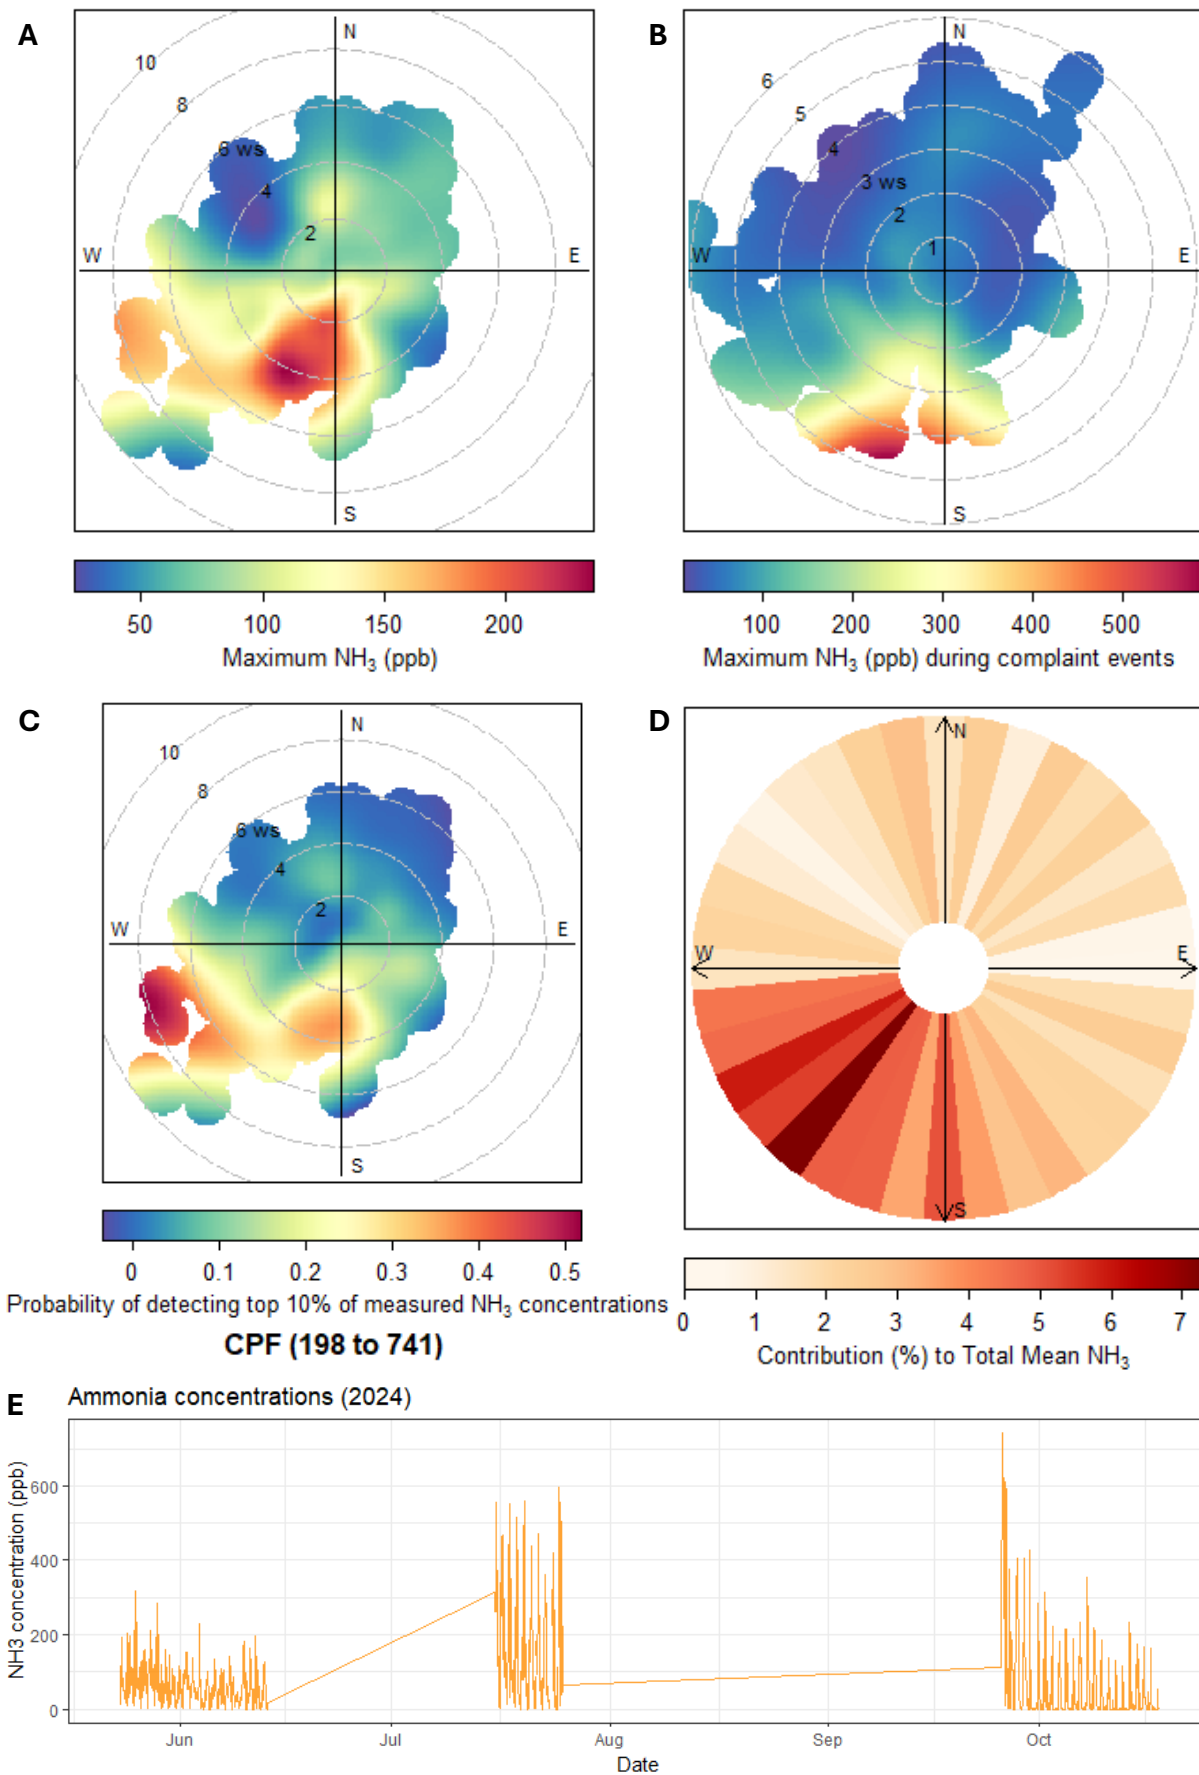 A
N
10
8
6 ws
4
2
W
E
S
50 100 150 200
Maximum NH₃ (ppb)
B
N
6
5
4
3 ws
2
1
W
E
S
100 200 300 400 500
Maximum NH₃ (ppb) during complaint events
C
N
10
8
6 ws
4
2
W
E
S
0 0.1 0.2 0.3 0.4 0.5
Probability of detecting top 10% of measured NH₃ concentrations
CPF (198 to 741)
D
N
W
E
S
0 1 2 3 4 5 6 7
Contribution (%) to Total Mean NH₃
E
Ammonia concentrations (2024)
NH3 concentration (ppb)
600
400
200
0
Jun Jul Aug Sep Oct
Date